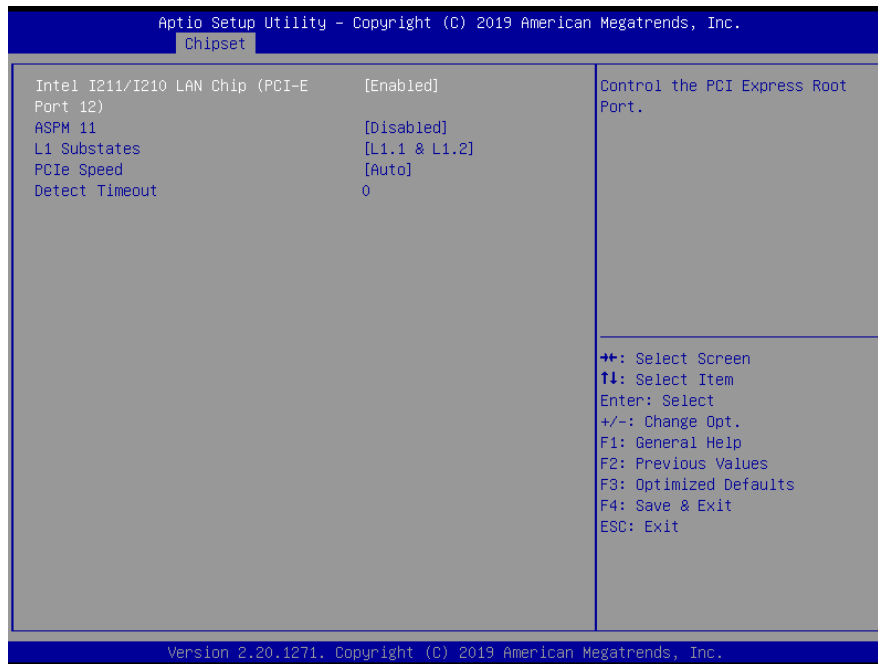 Aptio Setup Utility – Copyright (C) 2019 American Megatrends, Inc.
Chipset
Intel I211/I210 LAN Chip (PCI-E [Enabled]
Port 12)
ASPM 11 [Disabled]
L1 Substates [L1.1 & L1.2]
PCIe Speed [Auto]
Detect Timeout 0
Control the PCI Express Root
Port.
→←: Select Screen
↑↓: Select Item
Enter: Select
+/-: Change Opt.
F1: General Help
F2: Previous Values
F3: Optimized Defaults
F4: Save & Exit
ESC: Exit
Version 2.20.1271. Copyright (C) 2019 American Megatrends, Inc.